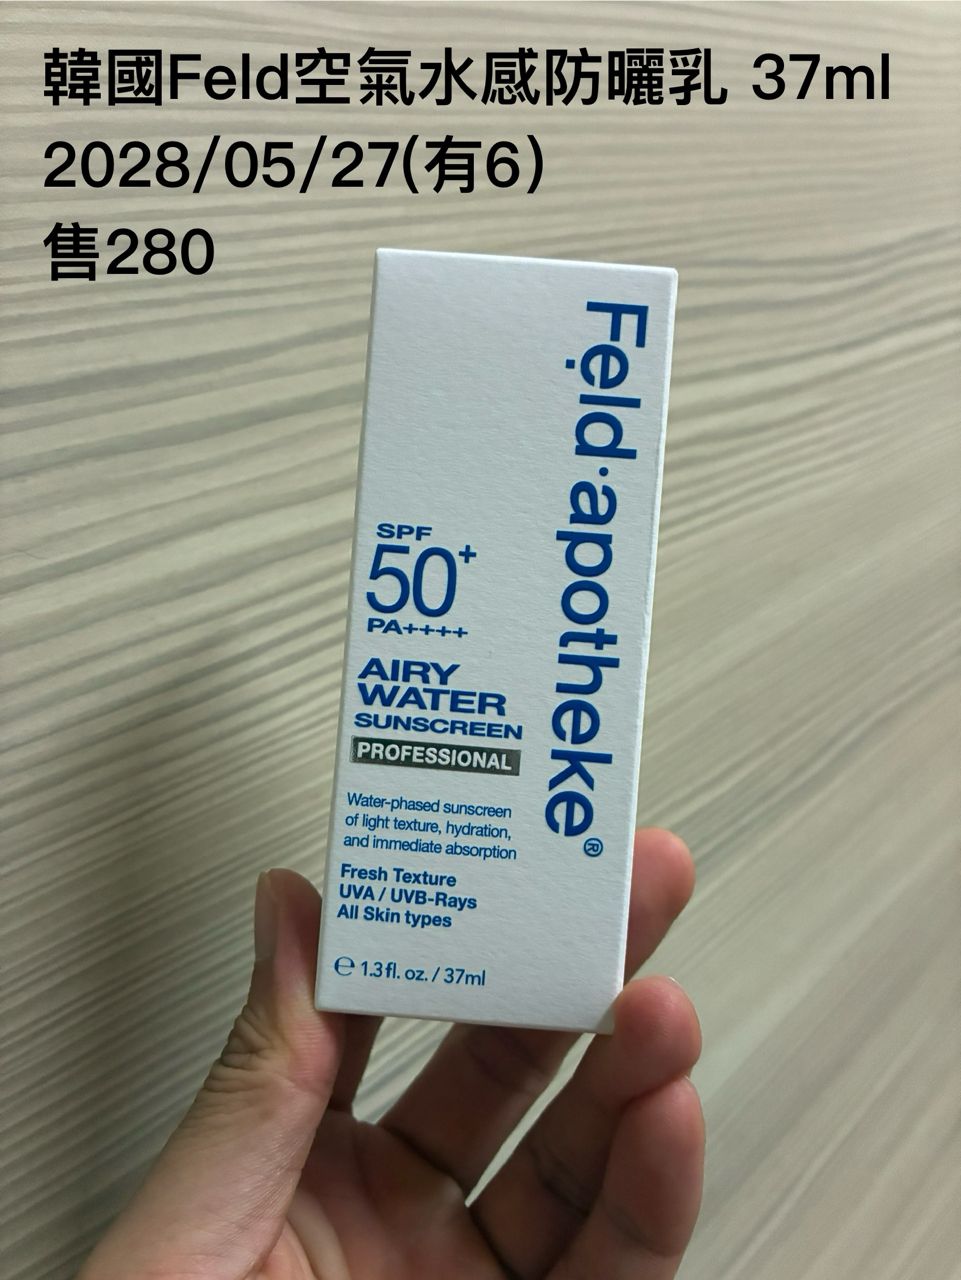 韓國Feld空氣水感防曬乳 37ml
2028/05/27(有6)
售280
Feld·apotheke®
SPF
50+
PA++++
AIRY
WATER
SUNSCREEN
PROFESSIONAL
Water-phased sunscreen
of light texture, hydration,
and immediate absorption
Fresh Texture
UVA / UVB-Rays
All Skin types
℮ 1.3 fl. oz. / 37ml